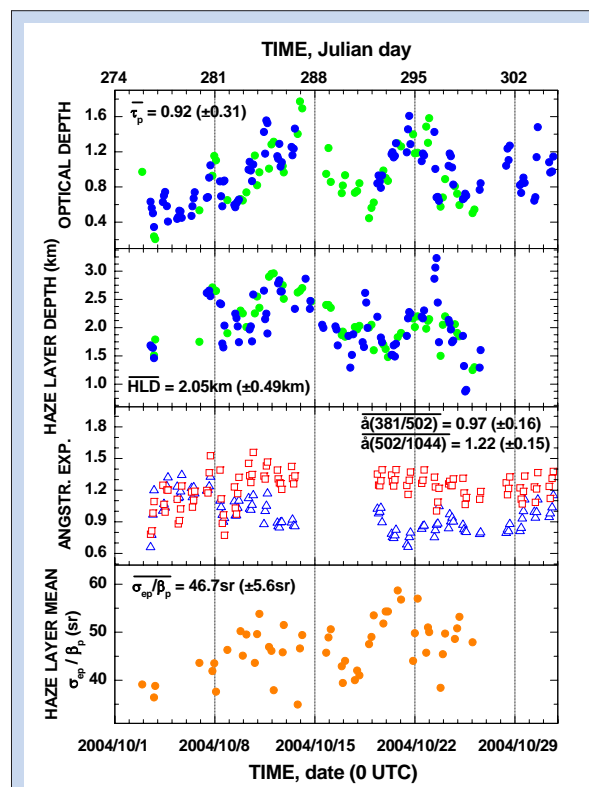 TIME, Julian day
274 281 288 295 302
OPTICAL DEPTH
1.6
1.2
0.8
0.4
τp = 0.92 (±0.31)
HAZE LAYER DEPTH (km)
3.0
2.5
2.0
1.5
1.0
HLD = 2.05km (±0.49km)
ANGSTR. EXP.
1.8
1.5
1.2
0.9
0.6
å(381/502) = 0.97 (±0.16)
å(502/1044) = 1.22 (±0.15)
HAZE LAYER MEAN
σep / βp (sr)
60
50
40
σep/βp = 46.7sr (±5.6sr)
2004/10/1 2004/10/8 2004/10/15 2004/10/22 2004/10/29
TIME, date (0 UTC)